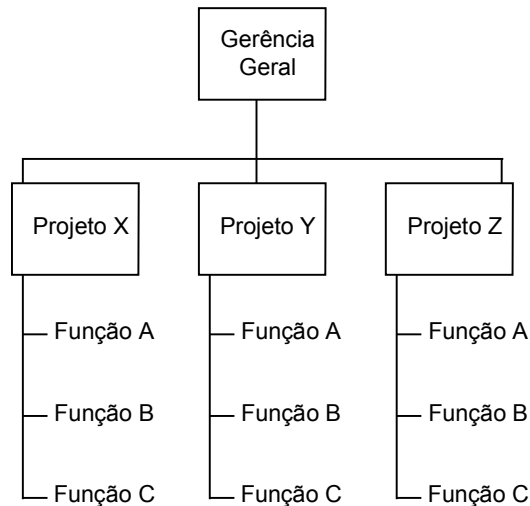 Gerência
Geral
Projeto X
Projeto Y
Projeto Z
Função A
Função A
Função A
Função B
Função B
Função B
Função C
Função C
Função C